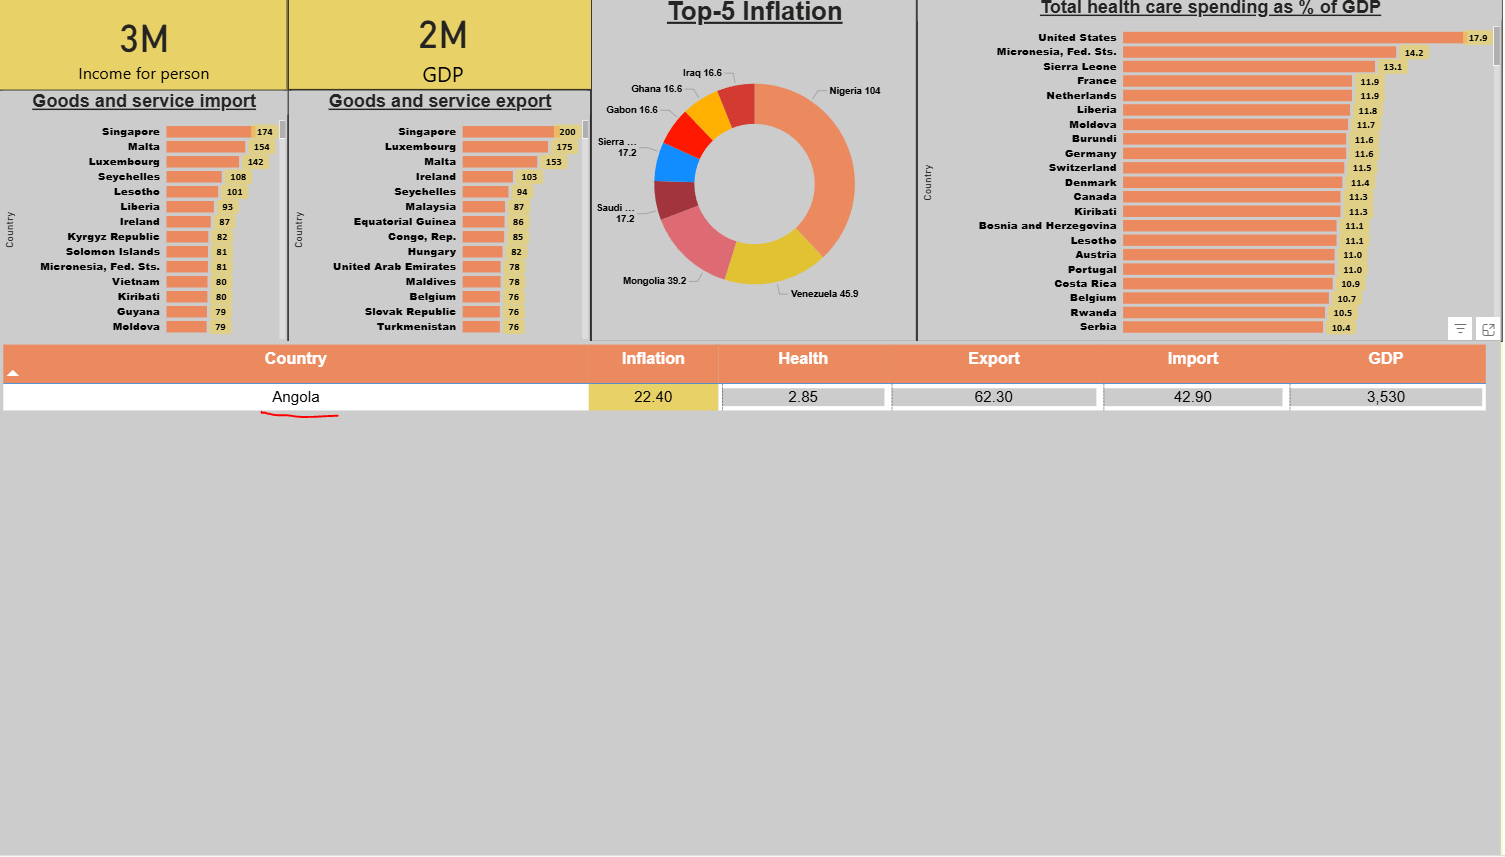 3M
Income for person
2M
GDP
Goods and service import
Country
Singapore 174
Malta 154
Luxembourg 142
Seychelles 108
Lesotho 101
Liberia 93
Ireland 87
Kyrgyz Republic 82
Solomon Islands 81
Micronesia, Fed. Sts. 81
Vietnam 80
Kiribati 80
Guyana 79
Moldova 79
Goods and service export
Country
Singapore 200
Luxembourg 175
Malta 153
Ireland 103
Seychelles 94
Malaysia 87
Equatorial Guinea 86
Congo, Rep. 85
Hungary 82
United Arab Emirates 78
Maldives 78
Belgium 76
Slovak Republic 76
Turkmenistan 76
Top-5 Inflation
Iraq 16.6
Ghana 16.6
Gabon 16.6
Sierra ...
17.2
Saudi ...
17.2
Mongolia 39.2
Venezuela 45.9
Nigeria 104
Total health care spending as % of GDP
Country
United States 17.9
Micronesia, Fed. Sts. 14.2
Sierra Leone 13.1
France 11.9
Netherlands 11.9
Liberia 11.8
Moldova 11.7
Burundi 11.6
Germany 11.6
Switzerland 11.5
Denmark 11.4
Canada 11.3
Kiribati 11.3
Bosnia and Herzegovina 11.1
Lesotho 11.1
Austria 11.0
Portugal 11.0
Costa Rica 10.9
Belgium 10.7
Rwanda 10.5
Serbia 10.4
Country Inflation Health Export Import GDP
Angola 22.40 2.85 62.30 42.90 3,530